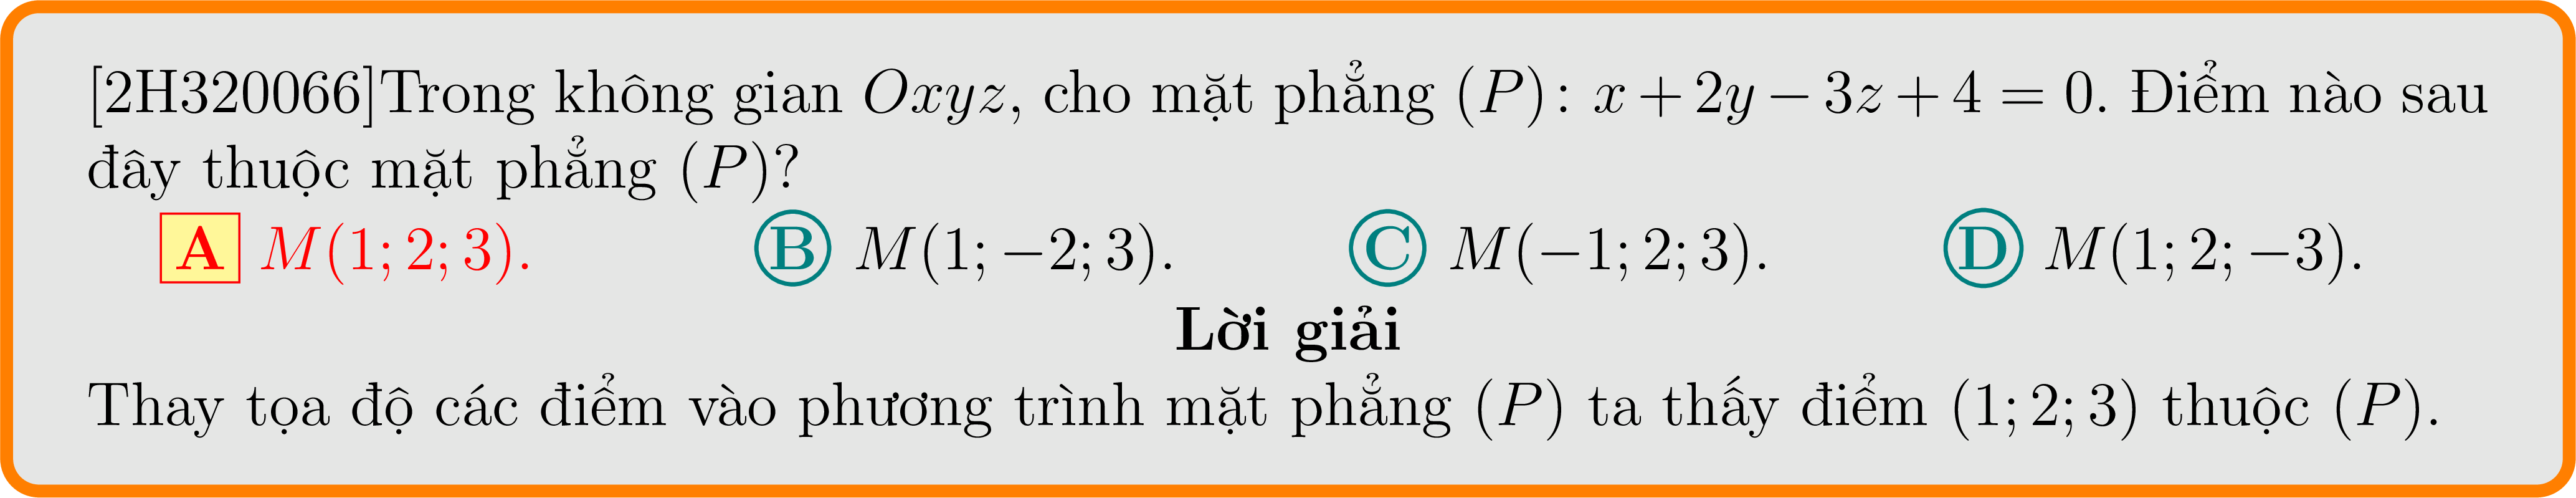 [2H320066]Trong không gian Oxyz, cho mặt phẳng (P): x + 2y − 3z + 4 = 0. Điểm nào sau
đây thuộc mặt phẳng (P)?
A M(1; 2; 3). B M(1; −2; 3). C M(−1; 2; 3). D M(1; 2; −3).
Lời giải
Thay tọa độ các điểm vào phương trình mặt phẳng (P) ta thấy điểm (1; 2; 3) thuộc (P).